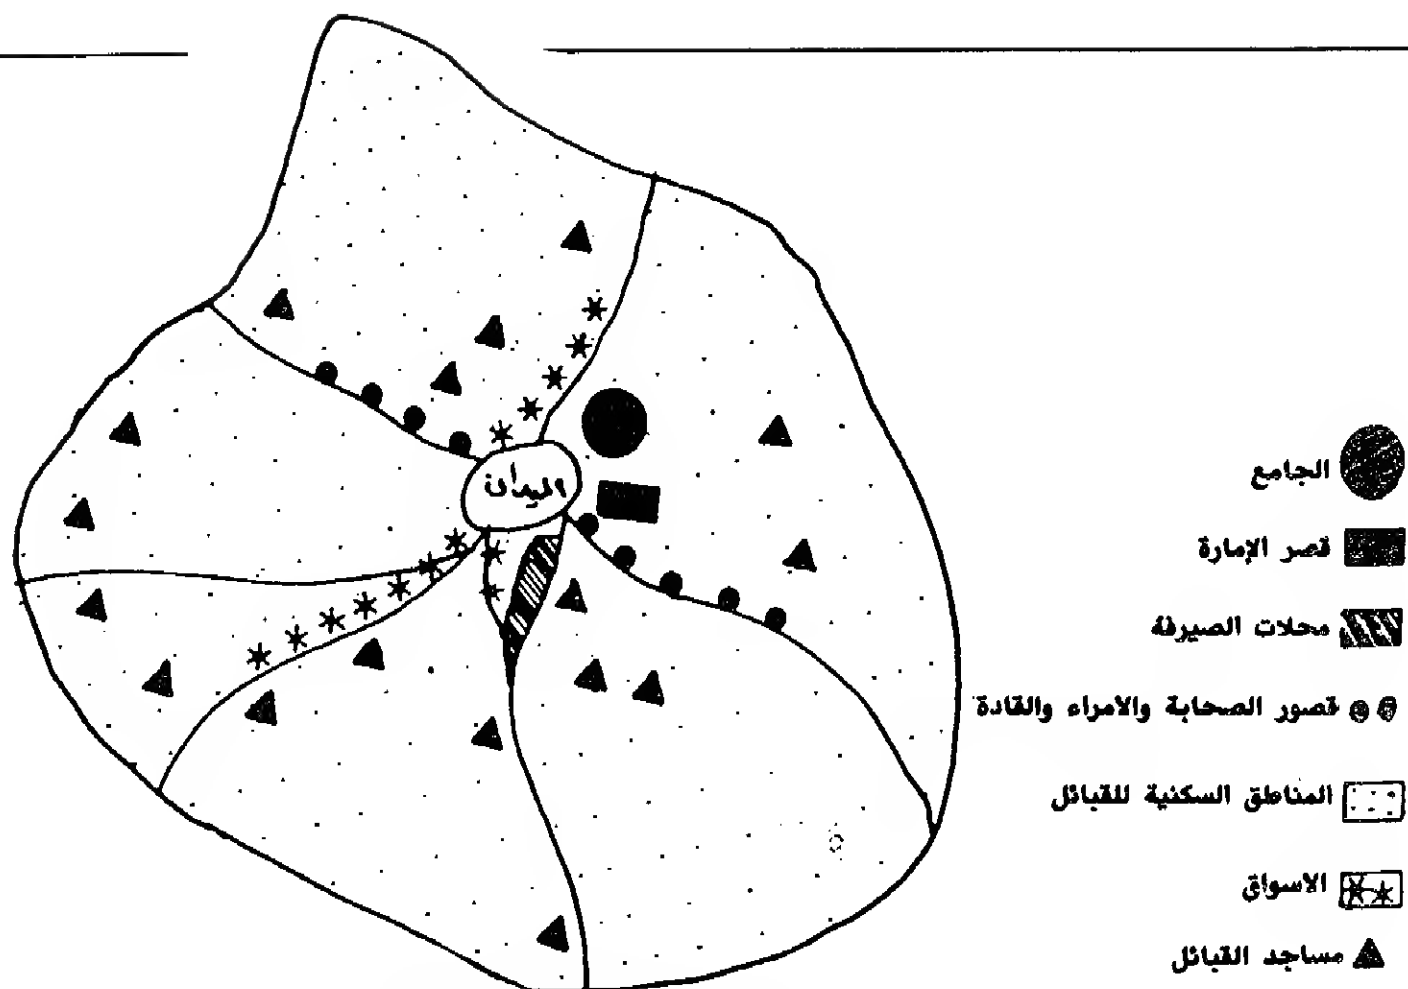 الميدان
الجامع
قصر الإمارة
محلات الصيرفة
قصور الصحابة والامراء والقادة
المناطق السكنية للقبائل
الاسواق
مساجد القبائل